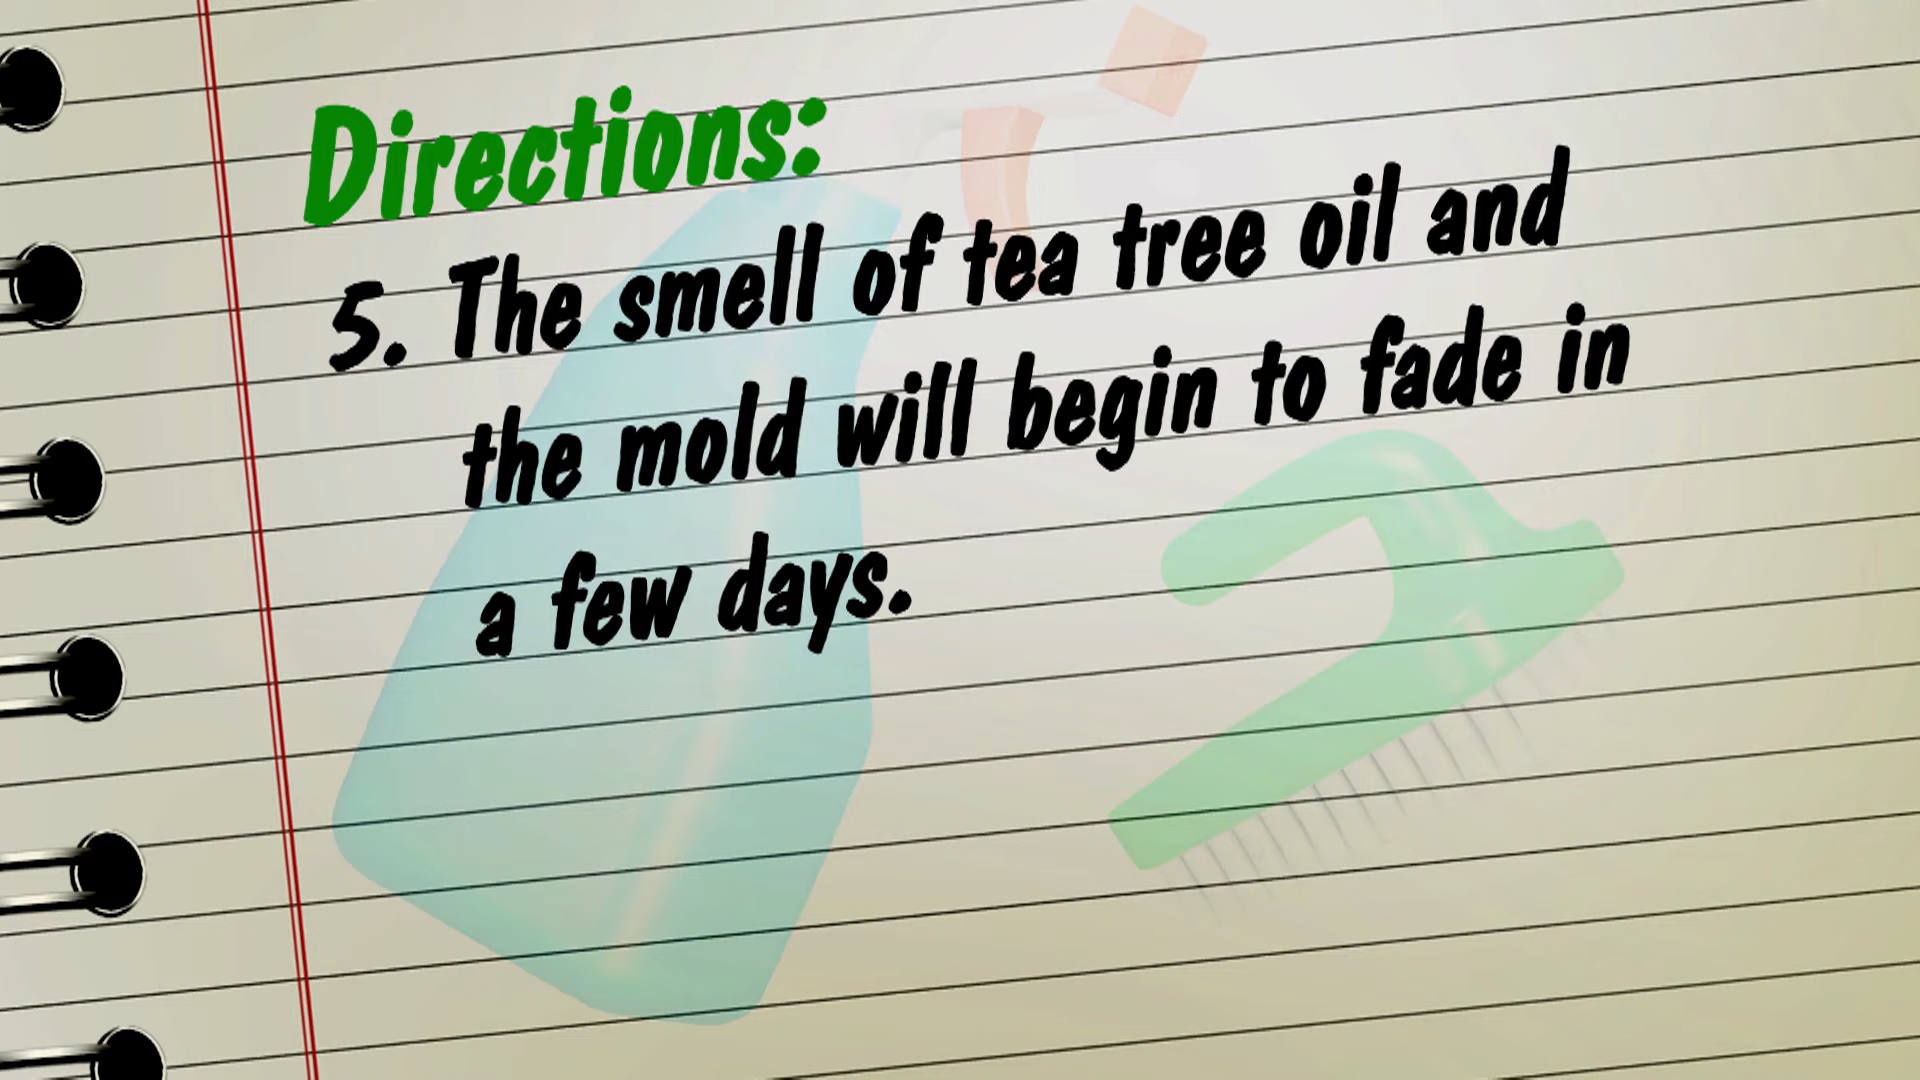 Directions:
5. The smell of tea tree oil and
the mold will begin to fade in
a few days.